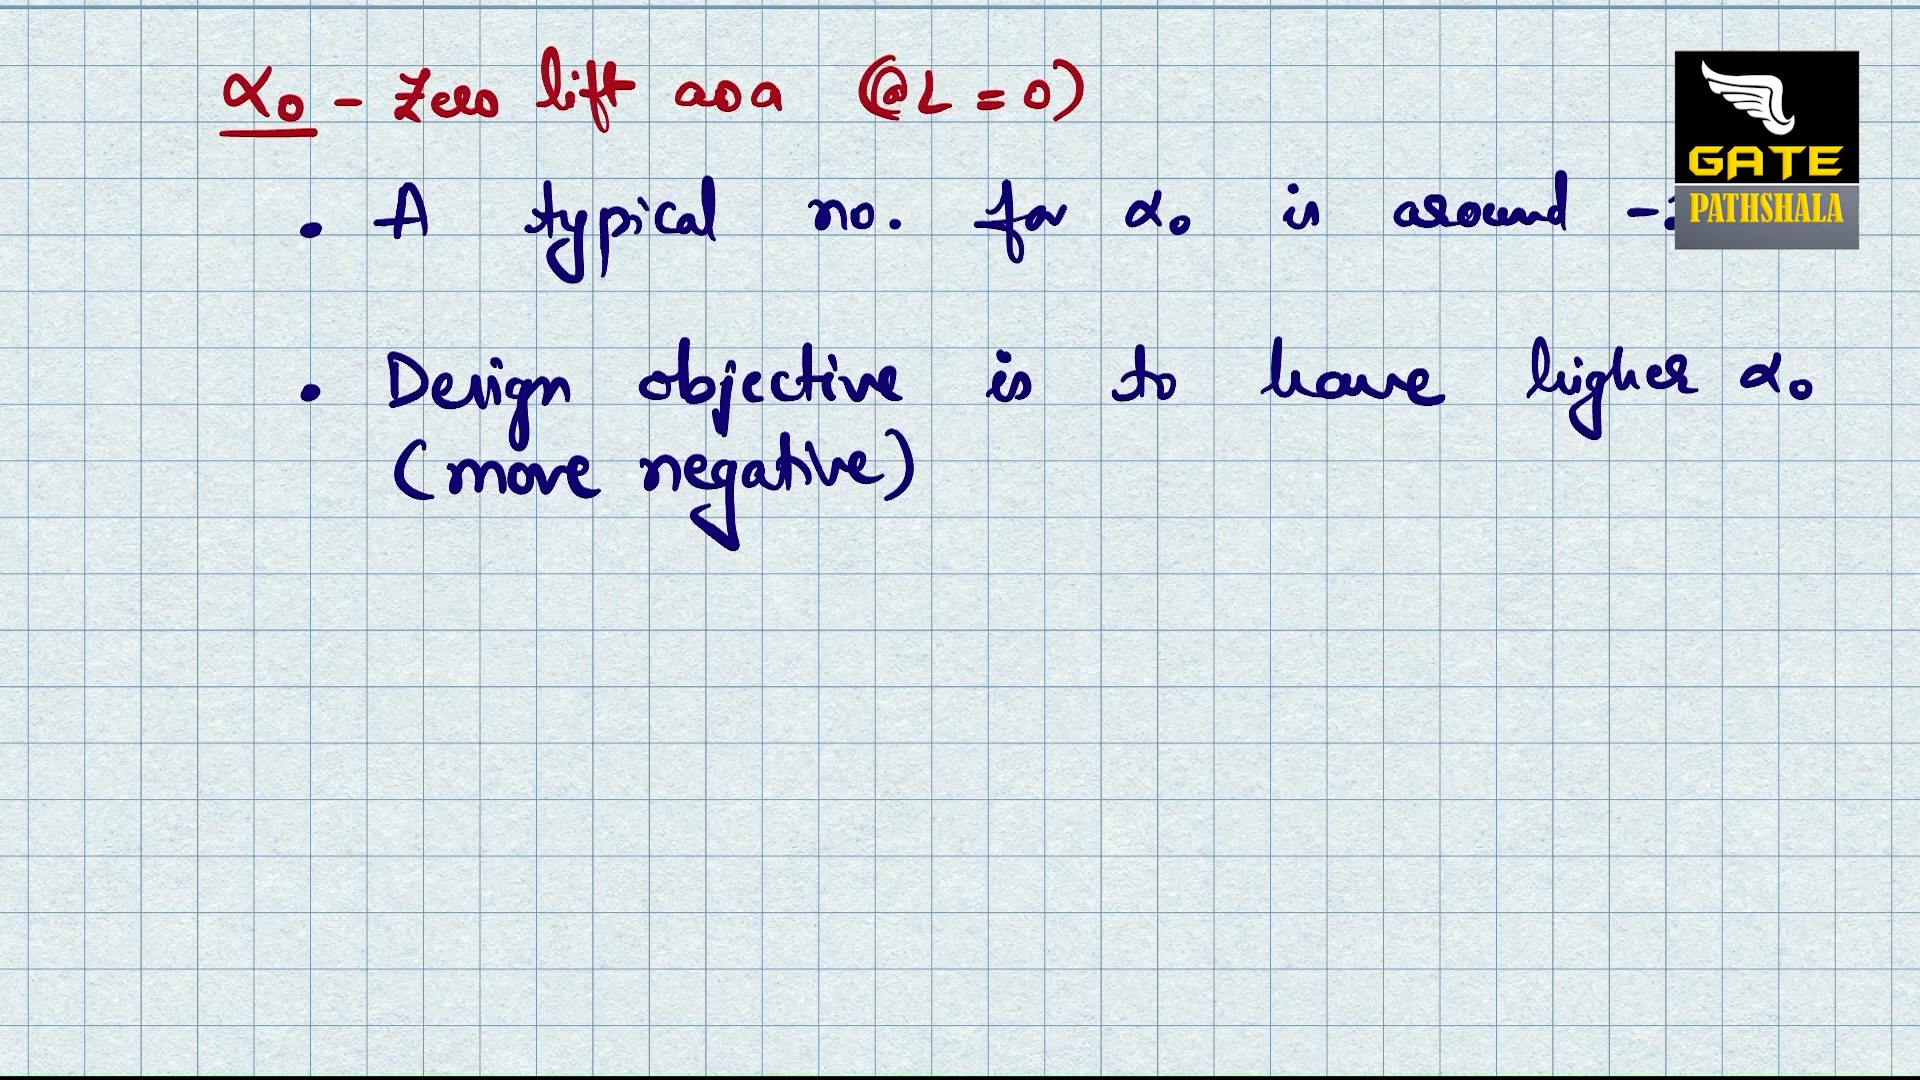 α₀ - Zero lift aoa (@L = 0)
GATE
PATHSHALA
• A typical no. for α₀ is around -
• Design objective is to have higher α₀
(more negative)